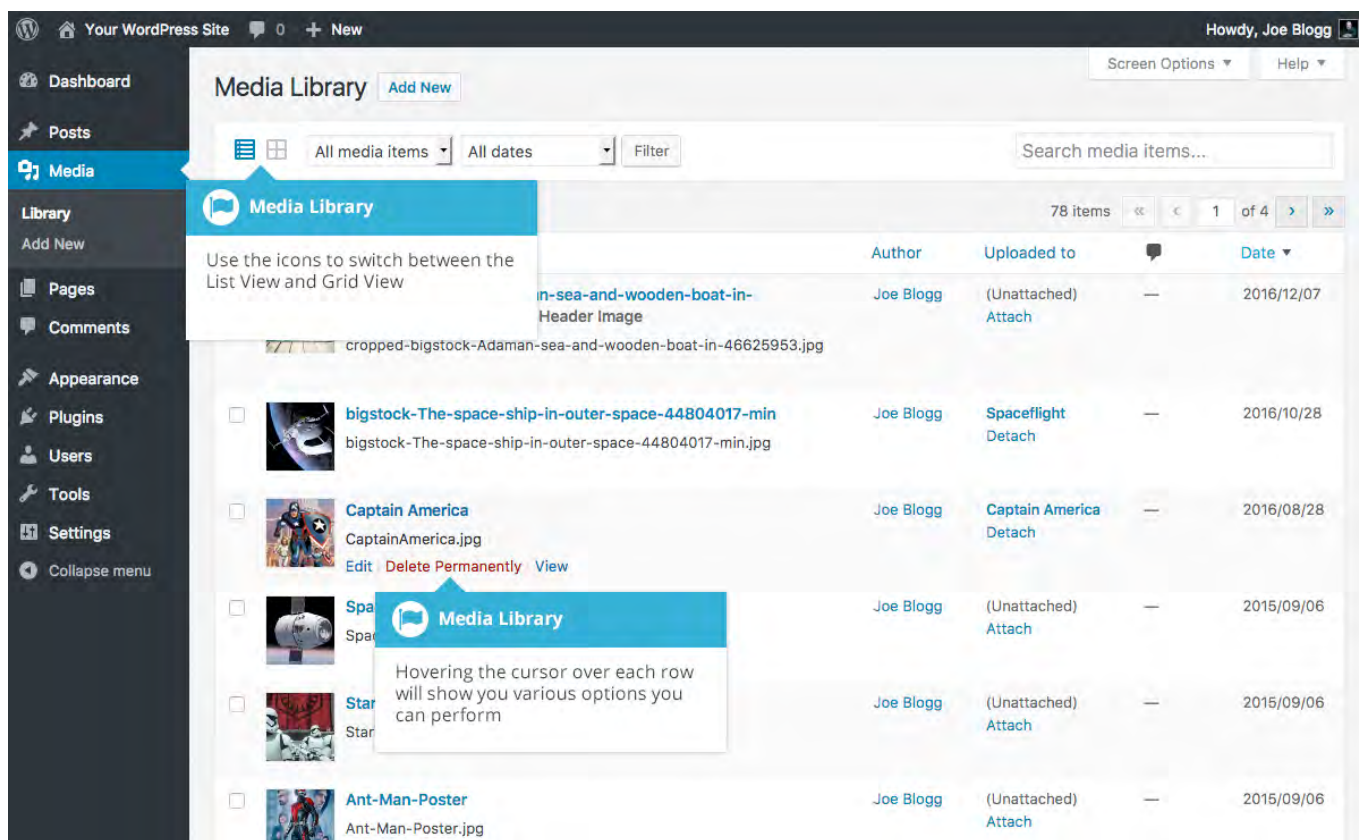 Your WordPress Site 0 + New Howdy, Joe Blogg
Screen Options ▼ Help ▼
Dashboard
Posts
Media
Library
Add New
Pages
Comments
Appearance
Plugins
Users
Tools
Settings
Collapse menu
Media Library Add New
All media items All dates Filter Search media items...
Media Library
Use the icons to switch between the
List View and Grid View
78 items « ‹ 1 of 4 › »
Author Uploaded to Date ▼
n-sea-and-wooden-boat-in- Joe Blogg (Unattached) — 2016/12/07
Header Image Attach
cropped-bigstock-Adaman-sea-and-wooden-boat-in-46625953.jpg
bigstock-The-space-ship-in-outer-space-44804017-min Joe Blogg Spaceflight — 2016/10/28
bigstock-The-space-ship-in-outer-space-44804017-min.jpg Detach
Captain America Joe Blogg Captain America — 2016/08/28
CaptainAmerica.jpg Detach
Edit Delete Permanently View
Spa Joe Blogg (Unattached) — 2015/09/06
Spac Attach
Media Library
Hovering the cursor over each row
will show you various options you
can perform
Star Joe Blogg (Unattached) — 2015/09/06
Star Attach
Ant-Man-Poster Joe Blogg (Unattached) — 2015/09/06
Ant-Man-Poster.jpg Attach